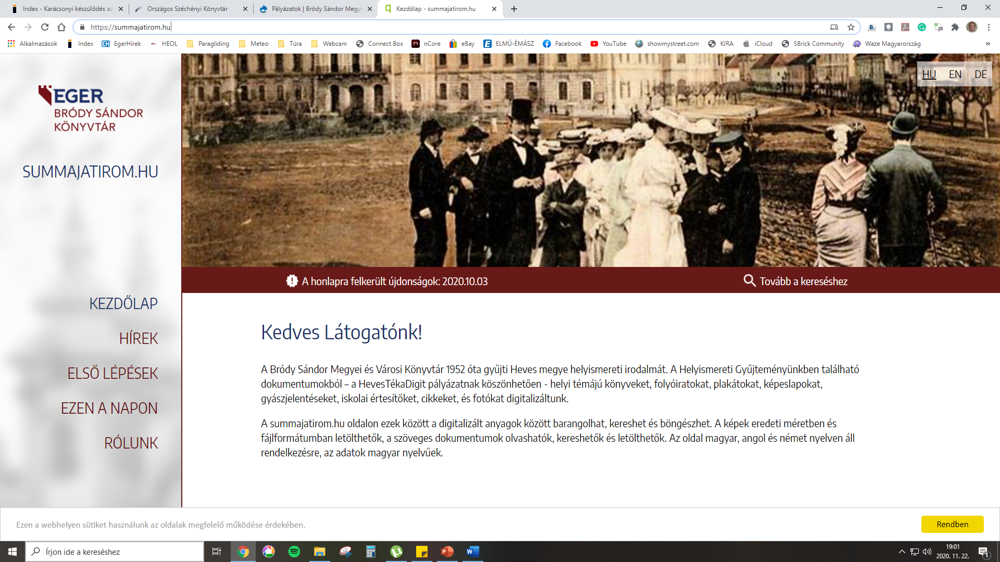 Index - Karácsonyi készülődés az
Országos Széchényi Könyvtár
Pályázatok | Bródy Sándor Megye
Kezdőlap - summajatirom.hu
https://summajatirom.hu
Alkalmazások
Index
EgerHírek
HEOL
Paragliding
Meteo
Túra
Webcam
Connect Box
nCore
eBay
ELMŰ-ÉMÁSZ
Facebook
YouTube
showmystreet.com
KIRA
iCloud
SBrick Community
Waze Magyarország
»
HU EN DE
EGER
BRÓDY SÁNDOR
KÖNYVTÁR
SUMMAJATIROM.HU
KEZDŐLAP
HÍREK
ELSŐ LÉPÉSEK
EZEN A NAPON
RÓLUNK
A honlapra felkerült újdonságok: 2020.10.03
Tovább a kereséshez
Kedves Látogatónk!
A Bródy Sándor Megyei és Városi Könyvtár 1952 óta gyűjti Heves megye helyismereti irodalmát. A Helyismereti Gyűjteményünkben található
dokumentumokból – a HevesTékaDigit pályázatnak köszönhetően - helyi témájú könyveket, folyóiratokat, plakátokat, képeslapokat,
gyászjelentéseket, iskolai értesítőket, cikkeket, és fotókat digitalizáltunk.
A summajatirom.hu oldalon ezek között a digitalizált anyagok között barangolhat, kereshet és böngészhet. A képek eredeti méretben és
fájlformátumban letölthetők, a szöveges dokumentumok olvashatók, kereshetők és letölthetők. Az oldal magyar, angol és német nyelven áll
rendelkezésre, az adatok magyar nyelvűek.
Ezen a webhelyen sütiket használunk az oldalak megfelelő működése érdekében.
Rendben
Írjon ide a kereséshez
19:01
2020. 11. 22.
1